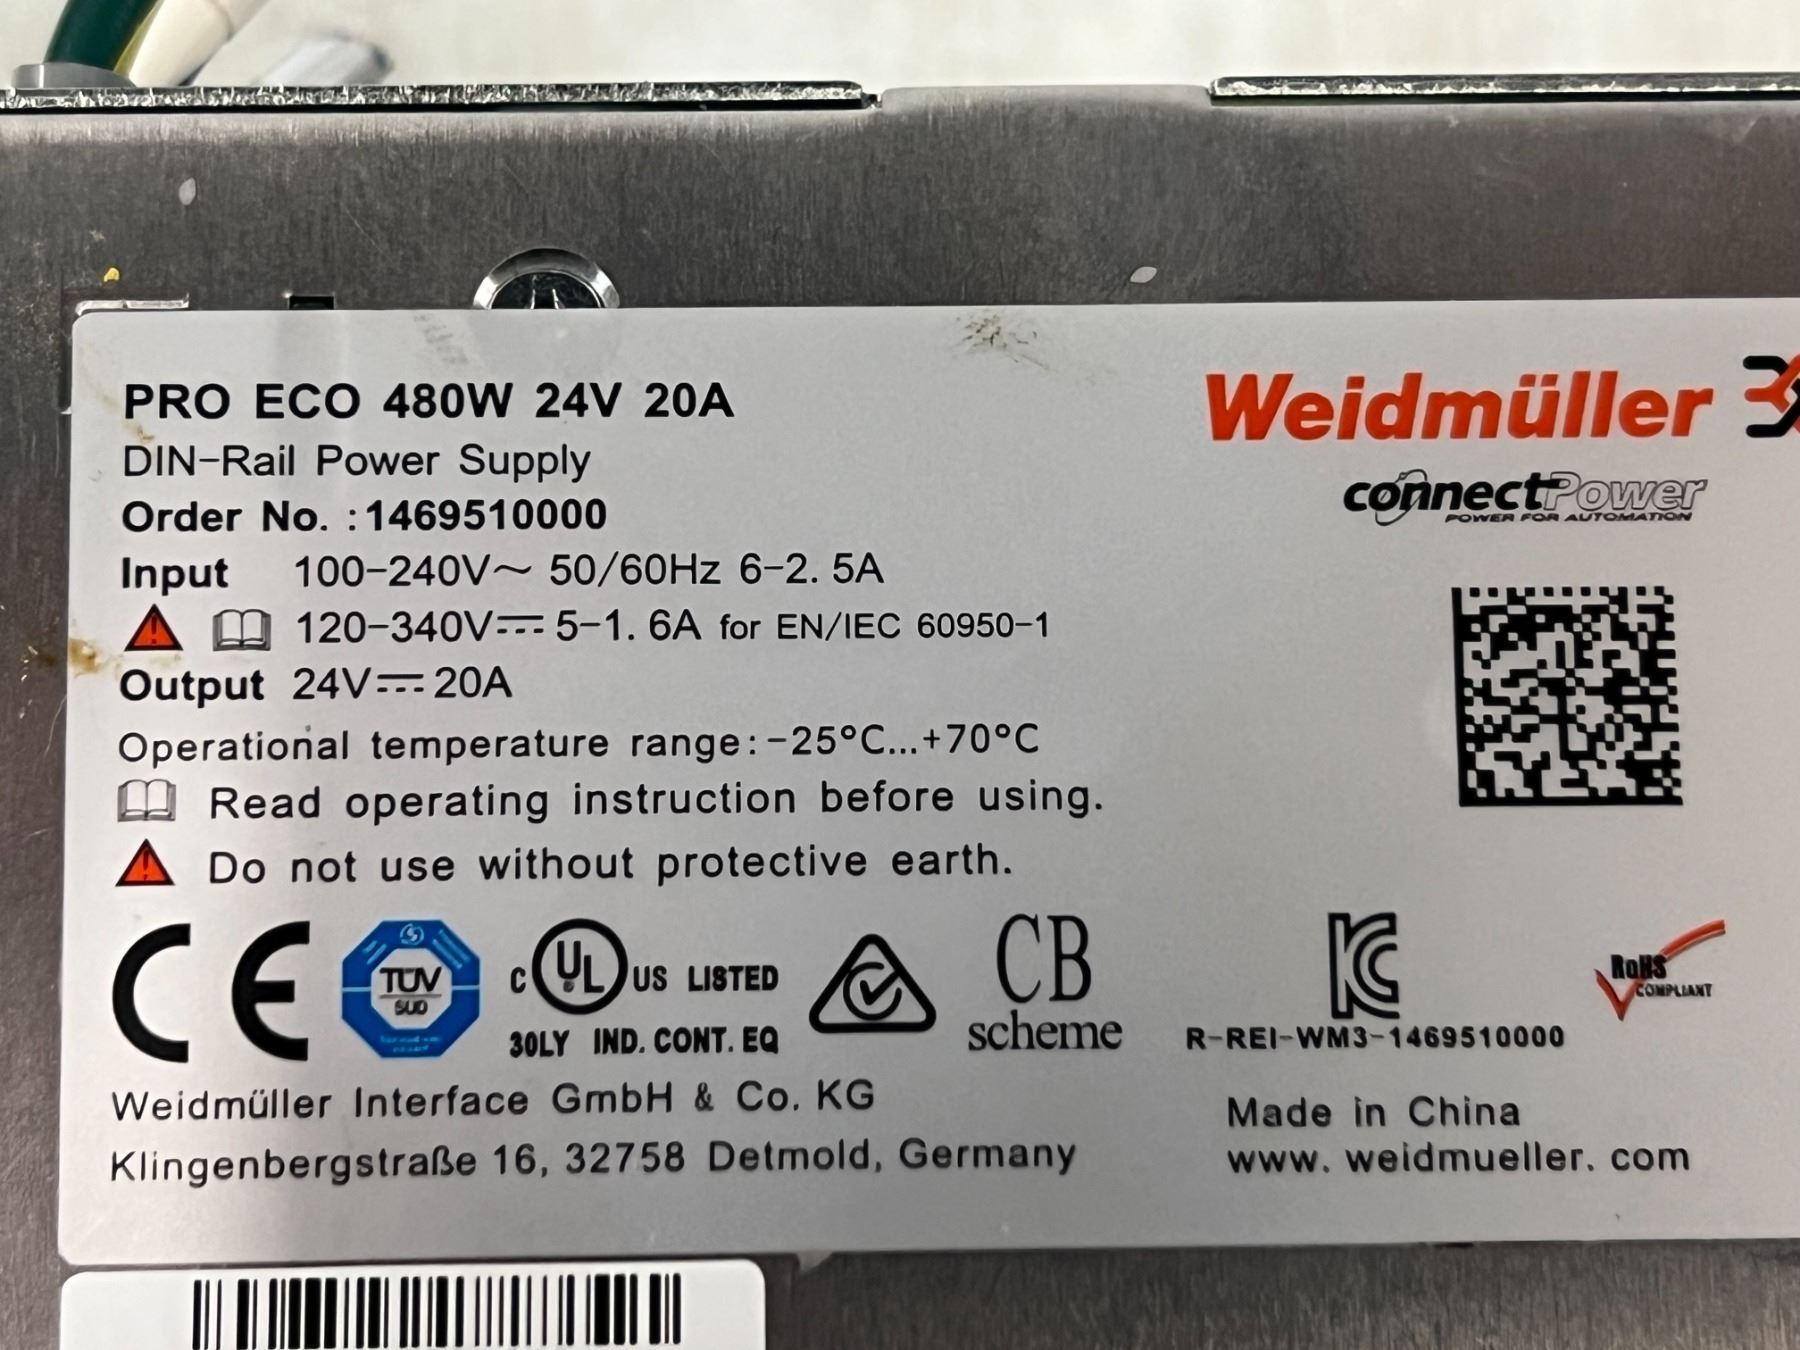 PRO ECO 480W 24V 20A
DIN-Rail Power Supply
Order No. :1469510000
Input 100-240V~ 50/60Hz 6-2. 5A
120-340V⎓ 5-1. 6A for EN/IEC 60950-1
Output 24V⎓ 20A
Operational temperature range:-25°C...+70°C
Read operating instruction before using.
Do not use without protective earth.
Weidmüller
connectPower
POWER FOR AUTOMATION
CE
TÜV
SÜD
C UL US LISTED
30LY IND. CONT. EQ
CB
scheme
KC
R-REI-WM3-1469510000
RoHS
COMPLIANT
Weidmüller Interface GmbH & Co. KG
Klingenbergstraße 16, 32758 Detmold, Germany
Made in China
www. weidmueller. com